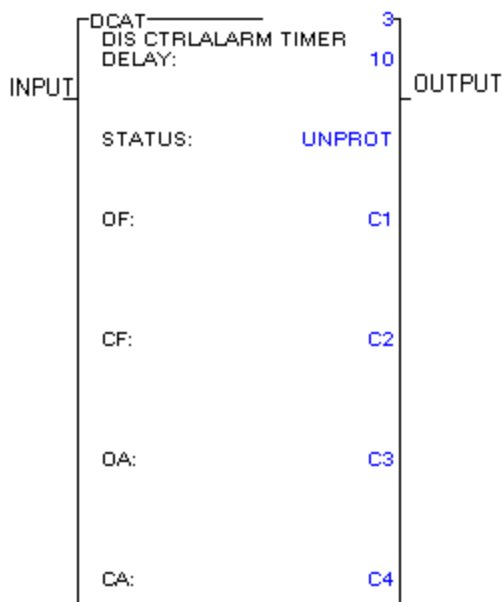 DCAT 3
DIS CTRLALARM TIMER
DELAY: 10
INPUT OUTPUT
STATUS: UNPROT
OF: C1
CF: C2
OA: C3
CA: C4